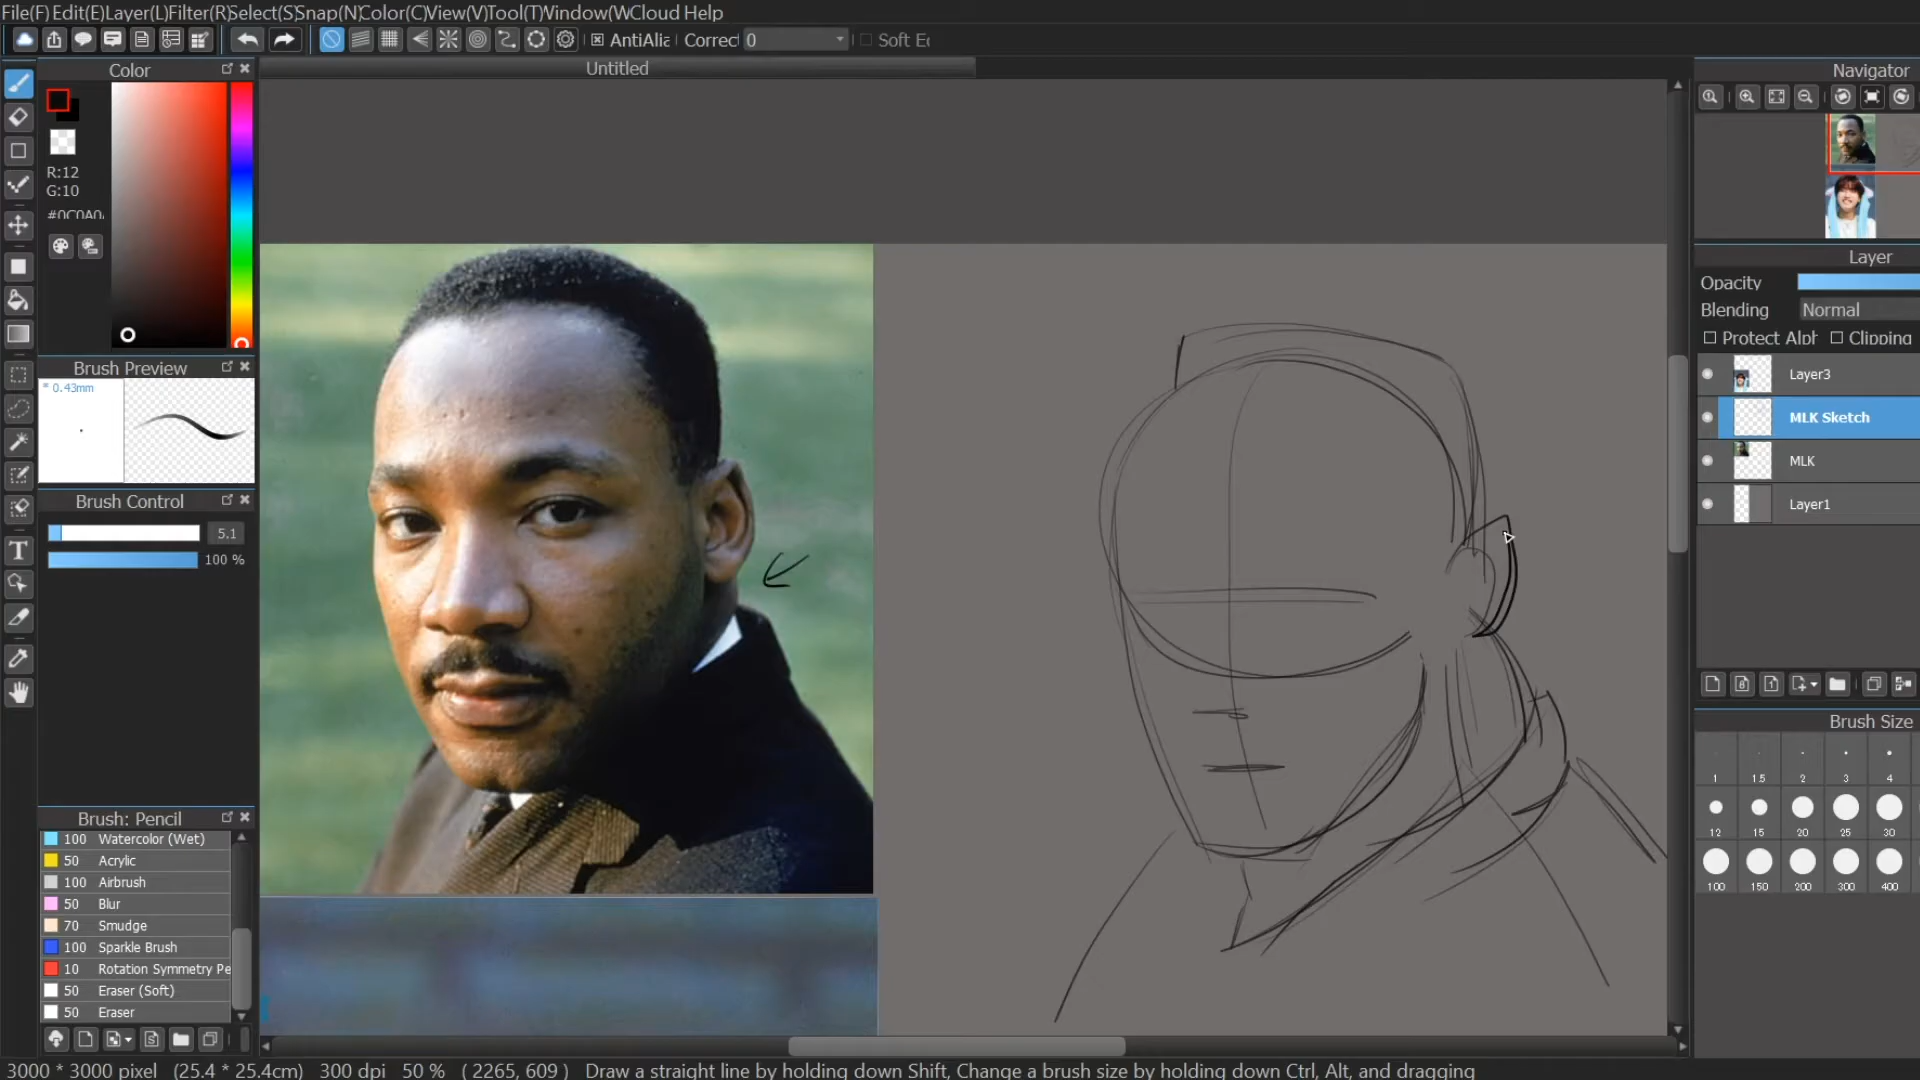 File(F) Edit(E) Layer(L) Filter(R) Select(S) Snap(N) Color(C) View(V) Tool(T) Window(W Cloud Help
AntiAlia Correct 0 Soft Ed
Color
Untitled
Navigator
R:12
G:10
#0C0A0
Brush Preview
* 0.43mm
Brush Control
5.1
100 %
Layer
Opacity
Blending Normal
Protect Alph Clipping
Layer3
MLK Sketch
MLK
Layer1
Brush Size
1 1.5 2 3 4
12 15 20 25 30
100 150 200 300 400
Brush: Pencil
100 Watercolor (Wet)
50 Acrylic
100 Airbrush
50 Blur
70 Smudge
100 Sparkle Brush
10 Rotation Symmetry Pe
50 Eraser (Soft)
50 Eraser
3000 * 3000 pixel (25.4 * 25.4cm) 300 dpi 50 % ( 2265, 609 ) Draw a straight line by holding down Shift, Change a brush size by holding down Ctrl, Alt, and dragging